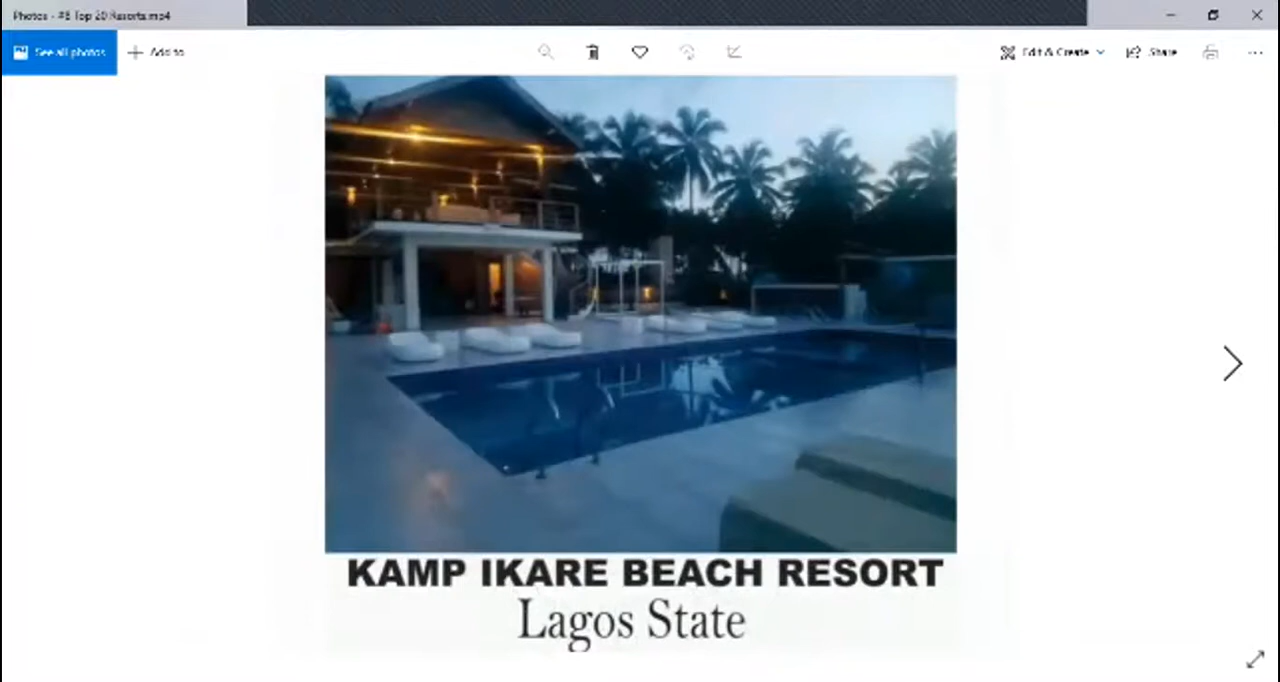 Photos - #8 Top 20 Resorts.mp4
See all photos
Add to
Edit & Create
Share
KAMP IKARE BEACH RESORT
Lagos State